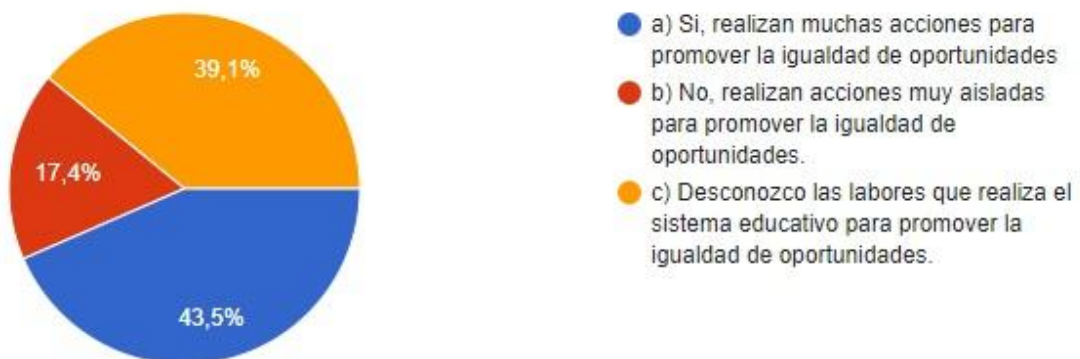 39,1%
17,4%
43,5%
a) Si, realizan muchas acciones para
promover la igualdad de oportunidades
b) No, realizan acciones muy aisladas
para promover la igualdad de
oportunidades.
c) Desconozco las labores que realiza el
sistema educativo para promover la
igualdad de oportunidades.